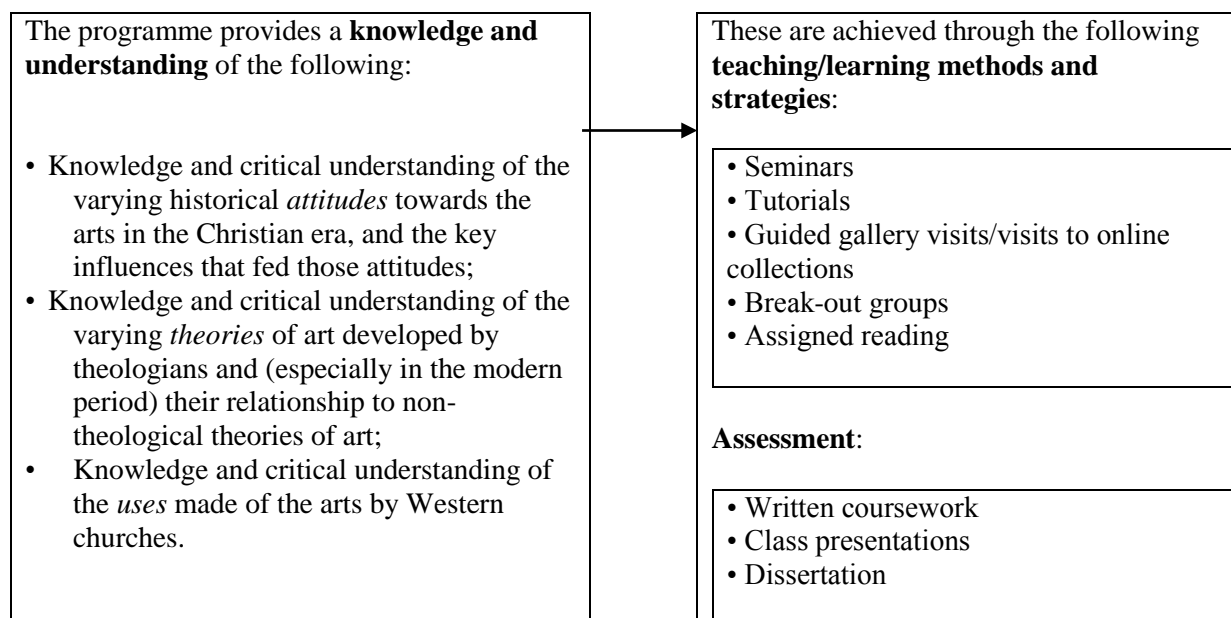 The programme provides a knowledge and
understanding of the following:
• Knowledge and critical understanding of the
varying historical attitudes towards the
arts in the Christian era, and the key
influences that fed those attitudes;
• Knowledge and critical understanding of the
varying theories of art developed by
theologians and (especially in the modern
period) their relationship to non-
theological theories of art;
• Knowledge and critical understanding of
the uses made of the arts by Western
churches.
These are achieved through the following
teaching/learning methods and
strategies:
• Seminars
• Tutorials
• Guided gallery visits/visits to online
collections
• Break-out groups
• Assigned reading
Assessment:
• Written coursework
• Class presentations
• Dissertation